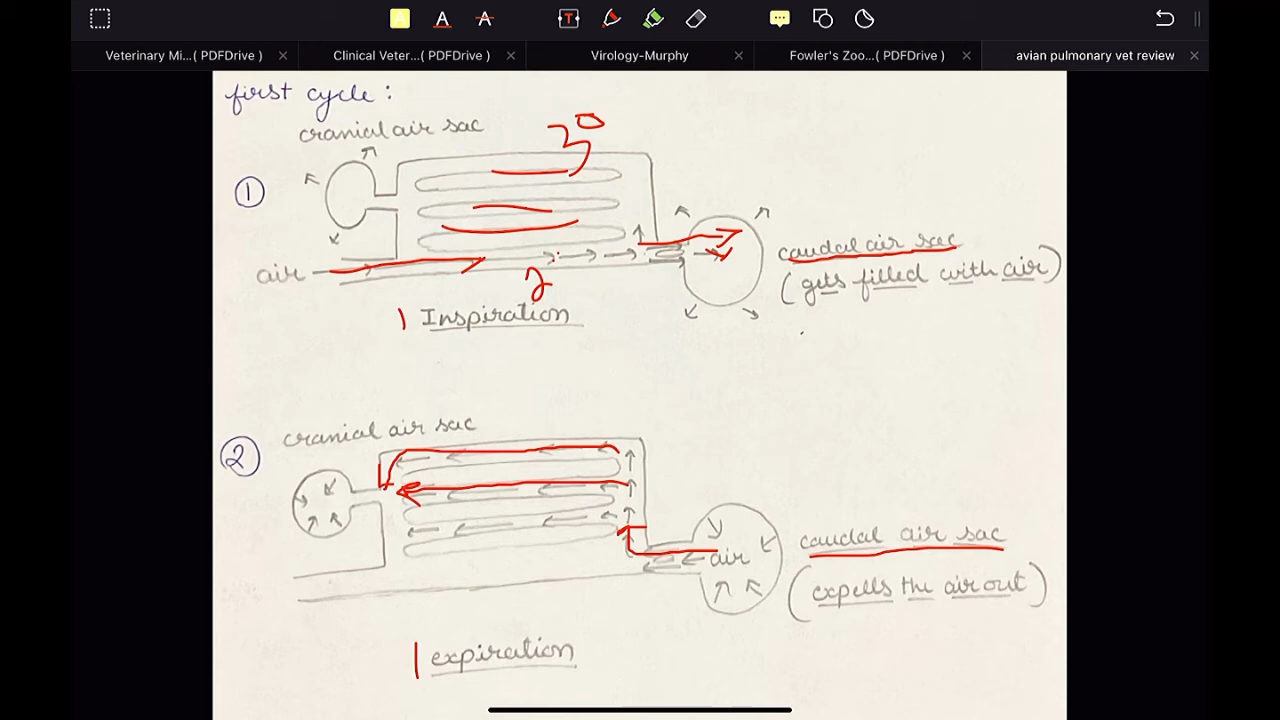 T
Veterinary Mi...( PDFDrive )
Clinical Veter...( PDFDrive )
Virology-Murphy
Fowler's Zoo...( PDFDrive )
avian pulmonary vet review
first cycle :
cranial air sac
3°
1
air
2
caudal air sac
(gets filled with air)
1 Inspiration
cranial air sac
2
air
caudal air sac
(expells the air out)
1 expiration